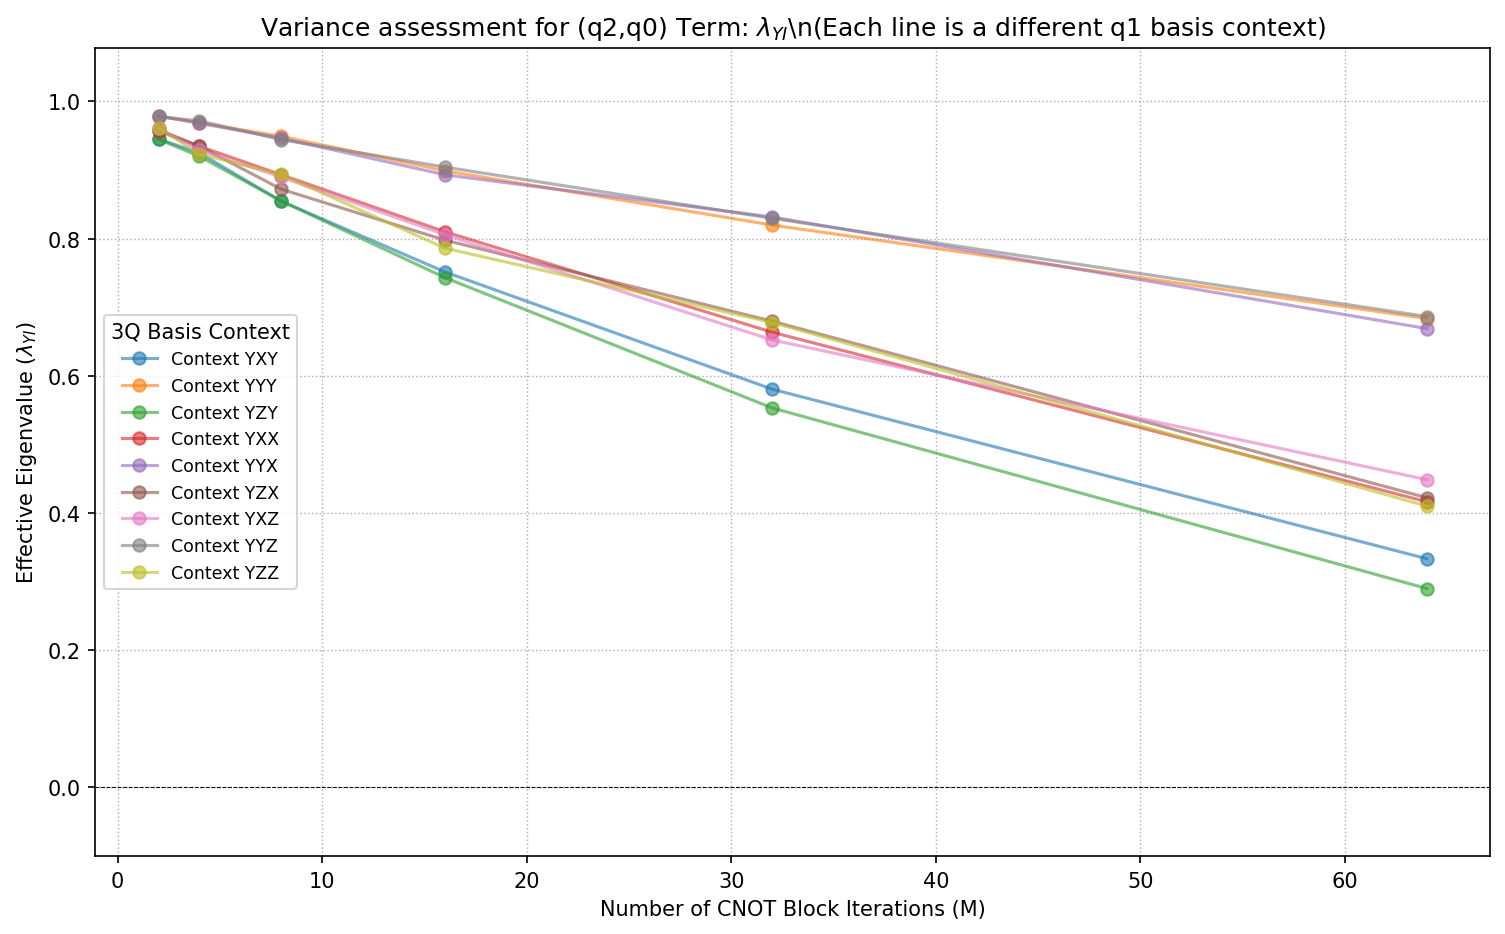 Variance assessment for (q2,q0) Term: λ_YI\n(Each line is a different q1 basis context)
Effective Eigenvalue (λ_YI)
1.0
0.8
0.6
0.4
0.2
0.0
3Q Basis Context
Context YXY
Context YYY
Context YZY
Context YXX
Context YYX
Context YZX
Context YXZ
Context YYZ
Context YZZ
0 10 20 30 40 50 60
Number of CNOT Block Iterations (M)